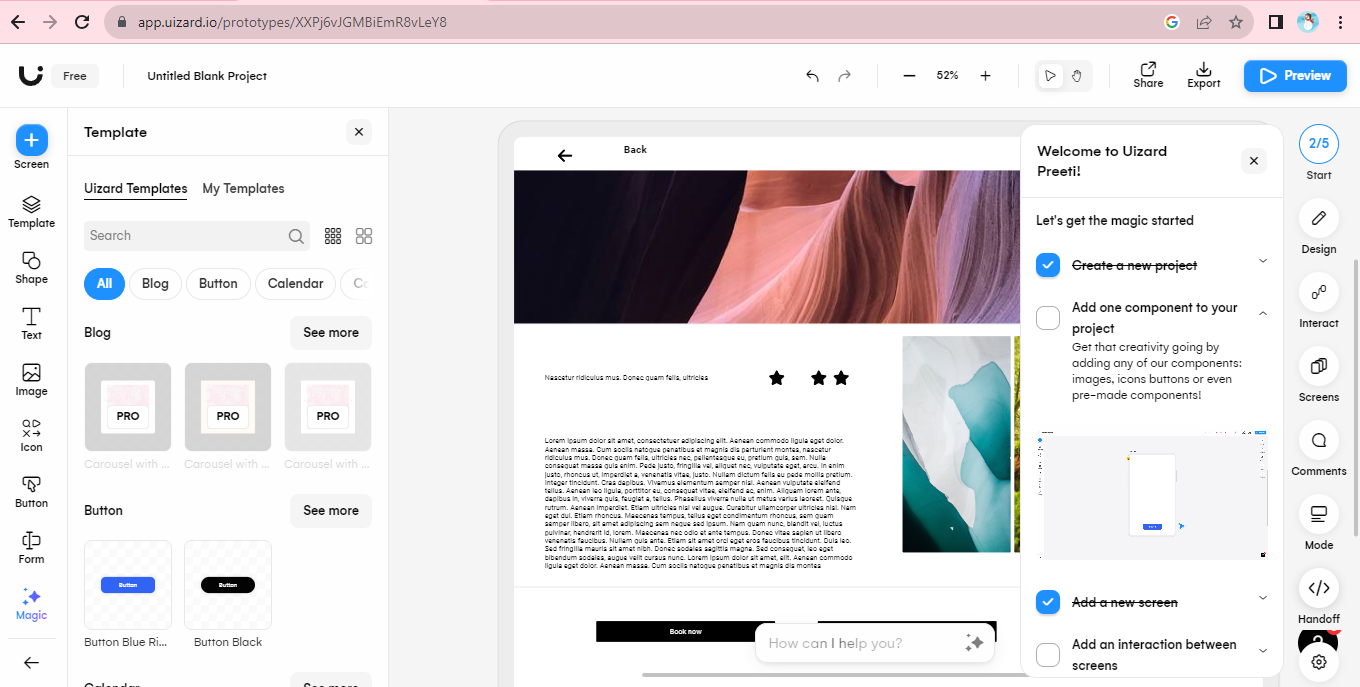 app.uizard.io/prototypes/XXPj6vJGMBiEmR8vLeY8
Free
Untitled Blank Project
52%
Share
Export
Preview
Screen
Template
Shape
Text
Image
Icon
Button
Form
Magic
Template
Uizard Templates
My Templates
Search
All
Blog
Button
Calendar
Blog
See more
PRO
PRO
PRO
Carousel with ...
Carousel with ...
Carousel with ...
Button
See more
Button
Button
Button Blue Ri...
Button Black
Calendar
See more
Back
Nascetur ridiculus mus. Donec quam felis, ultricies
Lorem ipsum dolor sit amet, consectetuer adipiscing elit. Aenean commodo ligula eget dolor.
Aenean massa. Cum sociis natoque penatibus et magnis dis parturient montes, nascetur
ridiculus mus. Donec quam felis, ultricies nec, pellentesque eu, pretium quis, sem. Nulla
consequat massa quis enim. Pede justo, fringilla vel, aliquet nec, vulputate eget, arcu. In enim
justo, rhoncus ut, imperdiet a, venenatis vitae, justo. Nullam dictum felis eu pede mollis pretium.
Integer tincidunt. Cras dapibus. Vivamus elementum semper nisi. Aenean vulputate eleifend
tellus. Aenean leo ligula, porttitor eu, consequat vitae, eleifend ac, enim. Aliquam lorem ante,
dapibus in, viverra quis, feugiat a, tellus. Phasellus viverra nulla ut metus varius laoreet. Quisque
rutrum. Aenean imperdiet. Etiam ultricies nisi vel augue. Curabitur ullamcorper ultricies nisi. Nam
eget dui. Etiam rhoncus. Maecenas tempus, tellus eget condimentum rhoncus, sem quam
semper libero, sit amet adipiscing sem neque sed ipsum. Nam quam nunc, blandit vel, luctus
pulvinar, hendrerit id, lorem. Maecenas nec odio et ante tincidunt tempus. Donec vitae sapien ut libero
venenatis faucibus. Nullam quis ante. Etiam sit amet orci eget eros faucibus tincidunt. Duis leo.
Sed fringilla mauris sit amet nibh. Donec sodales sagittis magna. Sed consequat, leo eget
bibendum sodales, augue velit cursus nunc. Lorem ipsum dolor sit amet, elit. commodo
ligula eget dolor. Aenean massa. Cum sociis natoque penatibus et magnis dis montes
Book now
How can I help you?
Welcome to Uizard
Preeti!
Let's get the magic started
Create a new project
Add one component to your
project
Get that creativity going by
adding any of our components:
images, icons buttons or even
pre-made components!
Add a new screen
Add an interaction between
screens
2/5
Start
Design
Interact
Screens
Comments
Mode
Handoff